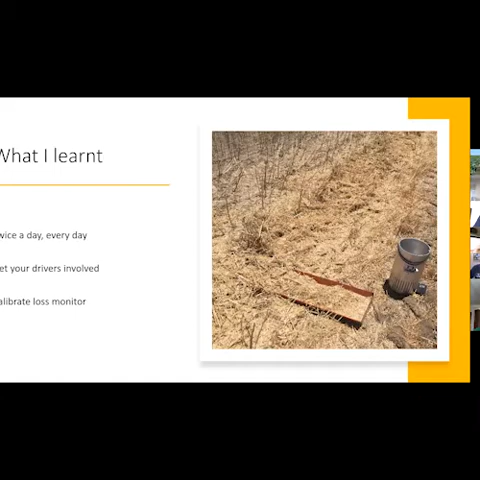 What I learnt
wice a day, every day
et your drivers involved
alibrate loss monitor